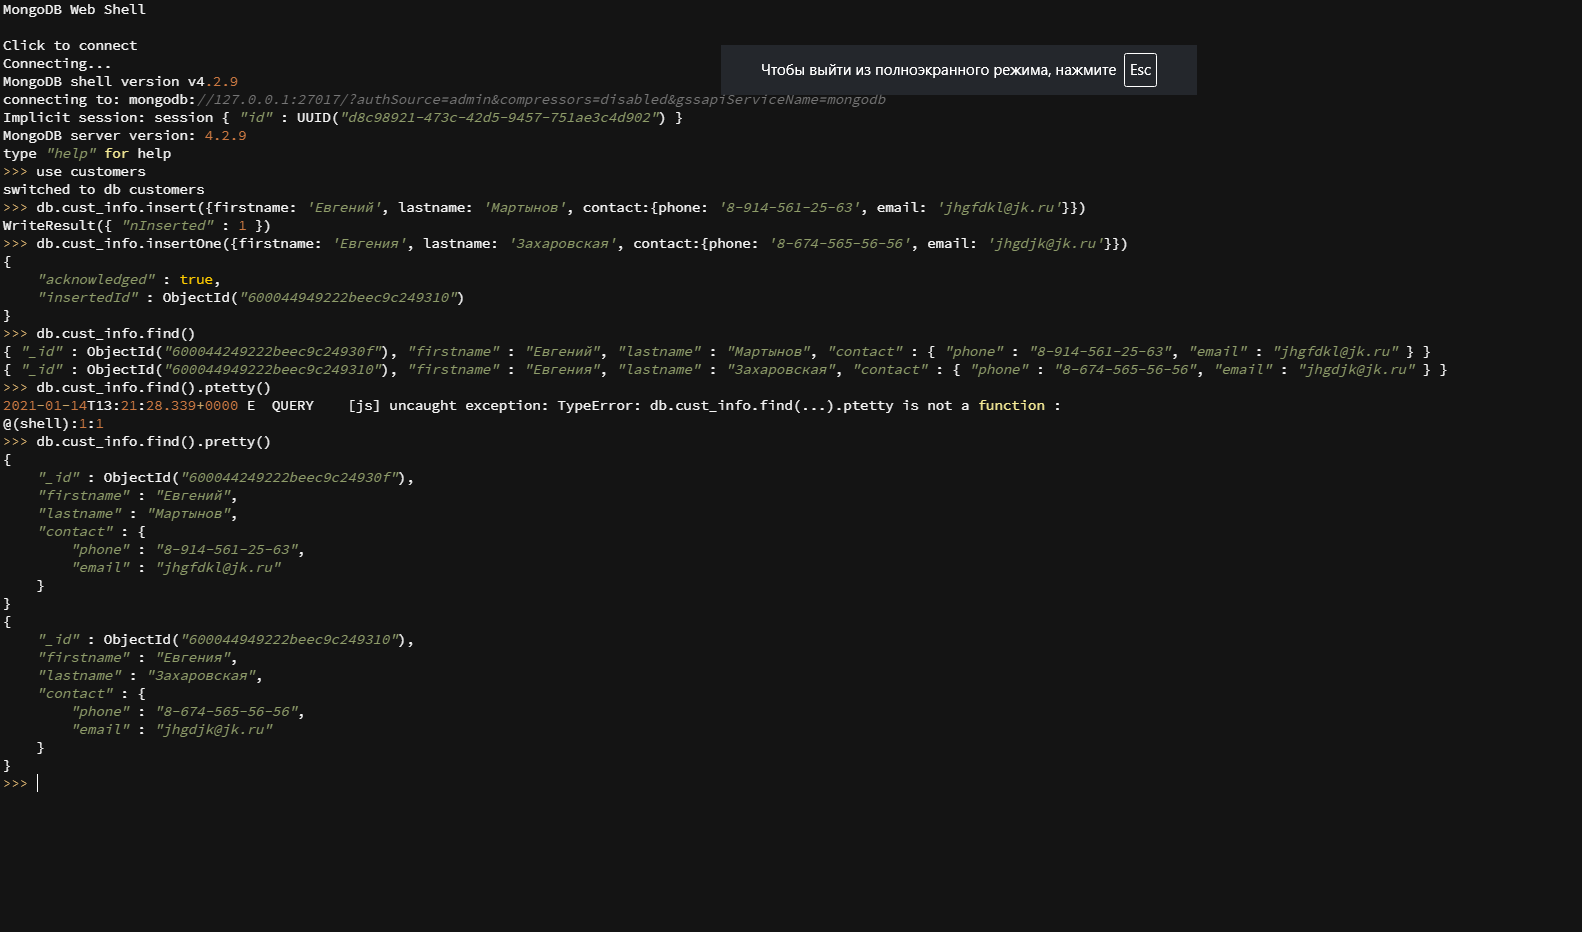 MongoDB Web Shell
Click to connect
Connecting...
Чтобы выйти из полноэкранного режима, нажмите Esc
MongoDB shell version v4.2.9
connecting to: mongodb://127.0.0.1:27017/?authSource=admin&compressors=disabled&gssapiServiceName=mongodb
Implicit session: session { "id" : UUID("d8c98921-473c-42d5-9457-751ae3c4d902") }
MongoDB server version: 4.2.9
type "help" for help
>>> use customers
switched to db customers
>>> db.cust_info.insert({firstname: 'Евгений', lastname: 'Мартынов', contact:{phone: '8-914-561-25-63', email: 'jhgfdkl@jk.ru'}})
WriteResult({ "nInserted" : 1 })
>>> db.cust_info.insertOne({firstname: 'Евгения', lastname: 'Захаровская', contact:{phone: '8-674-565-56-56', email: 'jhgdjk@jk.ru'}})
{
    "acknowledged" : true,
    "insertedId" : ObjectId("600044949222beec9c249310")
}
>>> db.cust_info.find()
{ "_id" : ObjectId("600044249222beec9c24930f"), "firstname" : "Евгений", "lastname" : "Мартынов", "contact" : { "phone" : "8-914-561-25-63", "email" : "jhgfdkl@jk.ru" } }
{ "_id" : ObjectId("600044949222beec9c249310"), "firstname" : "Евгения", "lastname" : "Захаровская", "contact" : { "phone" : "8-674-565-56-56", "email" : "jhgdjk@jk.ru" } }
>>> db.cust_info.find().ptetty()
2021-01-14T13:21:28.339+0000 E  QUERY    [js] uncaught exception: TypeError: db.cust_info.find(...).ptetty is not a function :
@(shell):1:1
>>> db.cust_info.find().pretty()
{
    "_id" : ObjectId("600044249222beec9c24930f"),
    "firstname" : "Евгений",
    "lastname" : "Мартынов",
    "contact" : {
        "phone" : "8-914-561-25-63",
        "email" : "jhgfdkl@jk.ru"
    }
}
{
    "_id" : ObjectId("600044949222beec9c249310"),
    "firstname" : "Евгения",
    "lastname" : "Захаровская",
    "contact" : {
        "phone" : "8-674-565-56-56",
        "email" : "jhgdjk@jk.ru"
    }
}
>>>